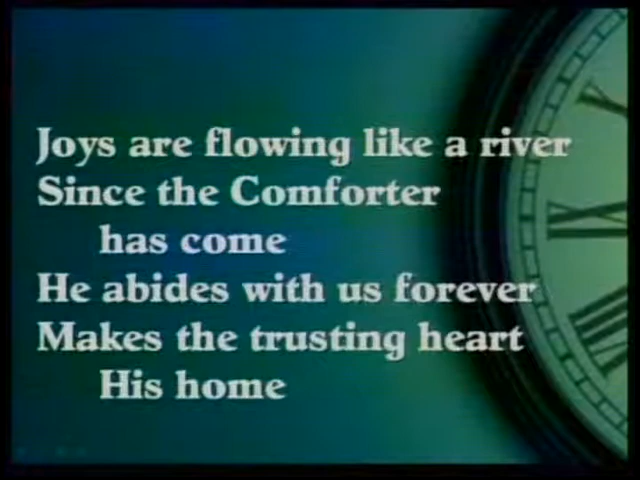 Joys are flowing like a river
Since the Comforter
has come
He abides with us forever
Makes the trusting heart
His home